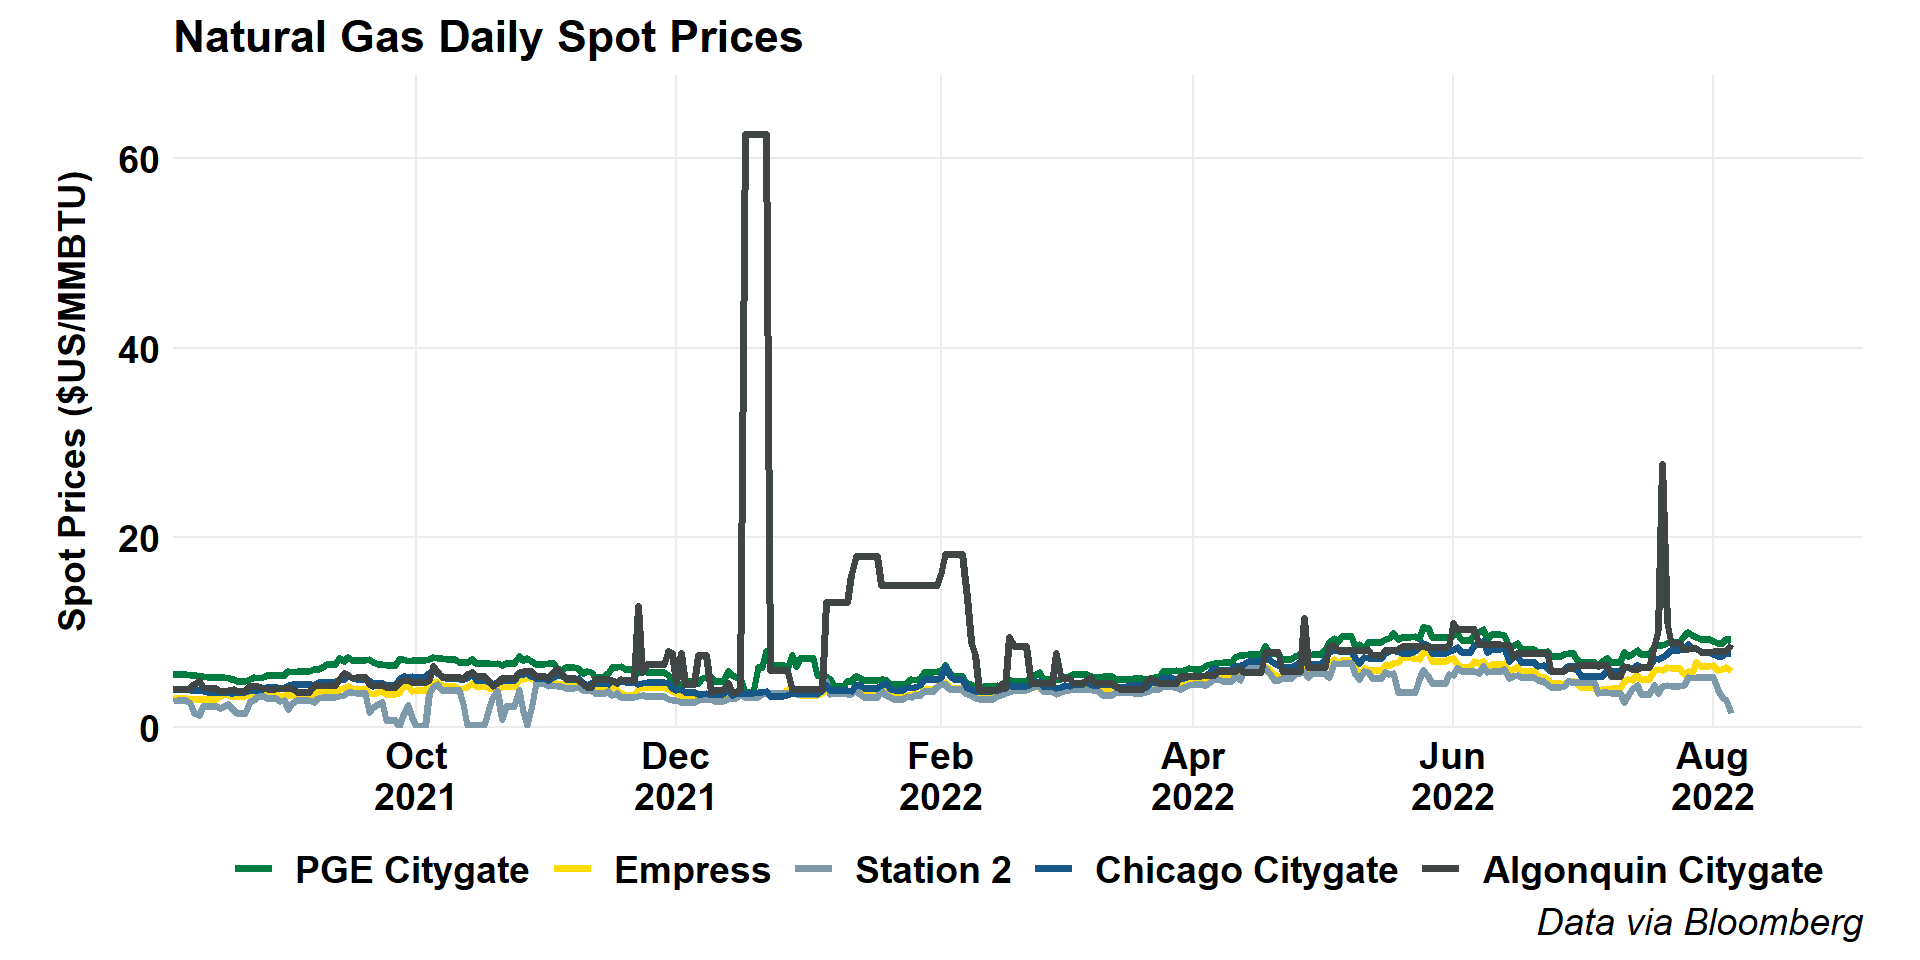 Natural Gas Daily Spot Prices
Spot Prices ($US/MMBTU)
60
40
20
0
Oct Dec Feb Apr Jun Aug
2021 2021 2022 2022 2022 2022
PGE Citygate Empress Station 2 Chicago Citygate Algonquin Citygate
Data via Bloomberg